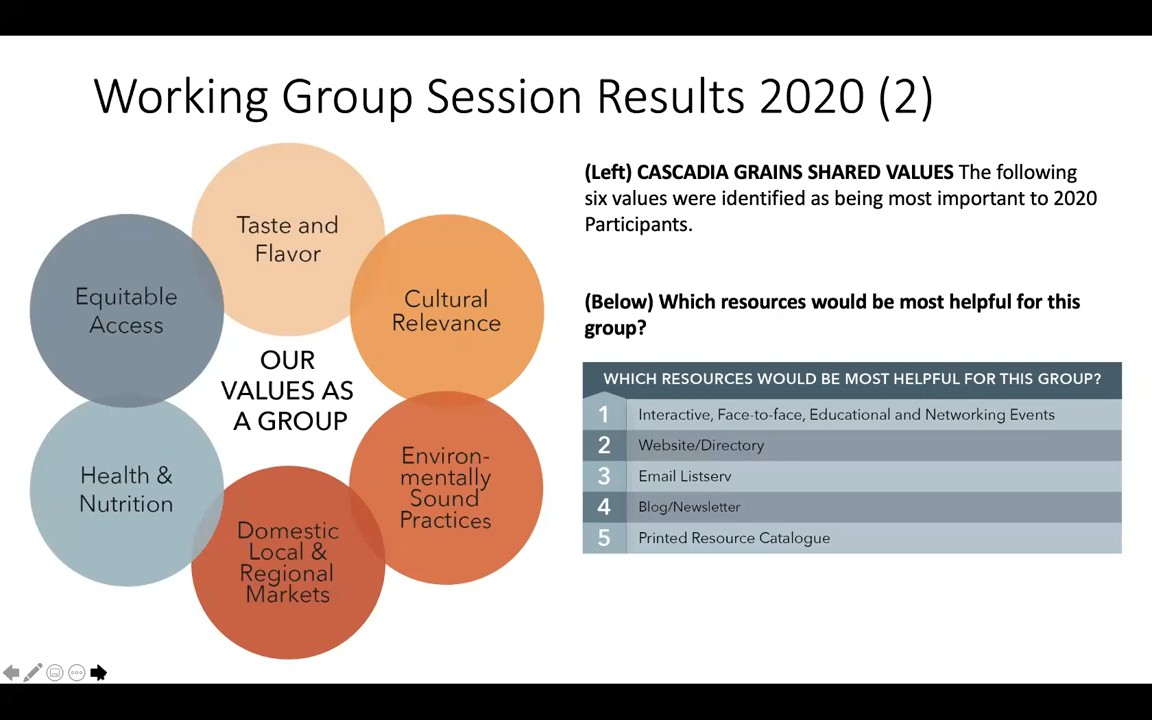 Working Group Session Results 2020 (2)
Taste and
Flavor
Equitable
Access
Cultural
Relevance
OUR
VALUES AS
A GROUP
Health &
Nutrition
Environ-
mentally
Sound
Practices
Domestic
Local &
Regional
Markets
(Left) CASCADIA GRAINS SHARED VALUES The following
six values were identified as being most important to 2020
Participants.
(Below) Which resources would be most helpful for this
group?
WHICH RESOURCES WOULD BE MOST HELPFUL FOR THIS GROUP?
1 Interactive, Face-to-face, Educational and Networking Events
2 Website/Directory
3 Email Listserv
4 Blog/Newsletter
5 Printed Resource Catalogue